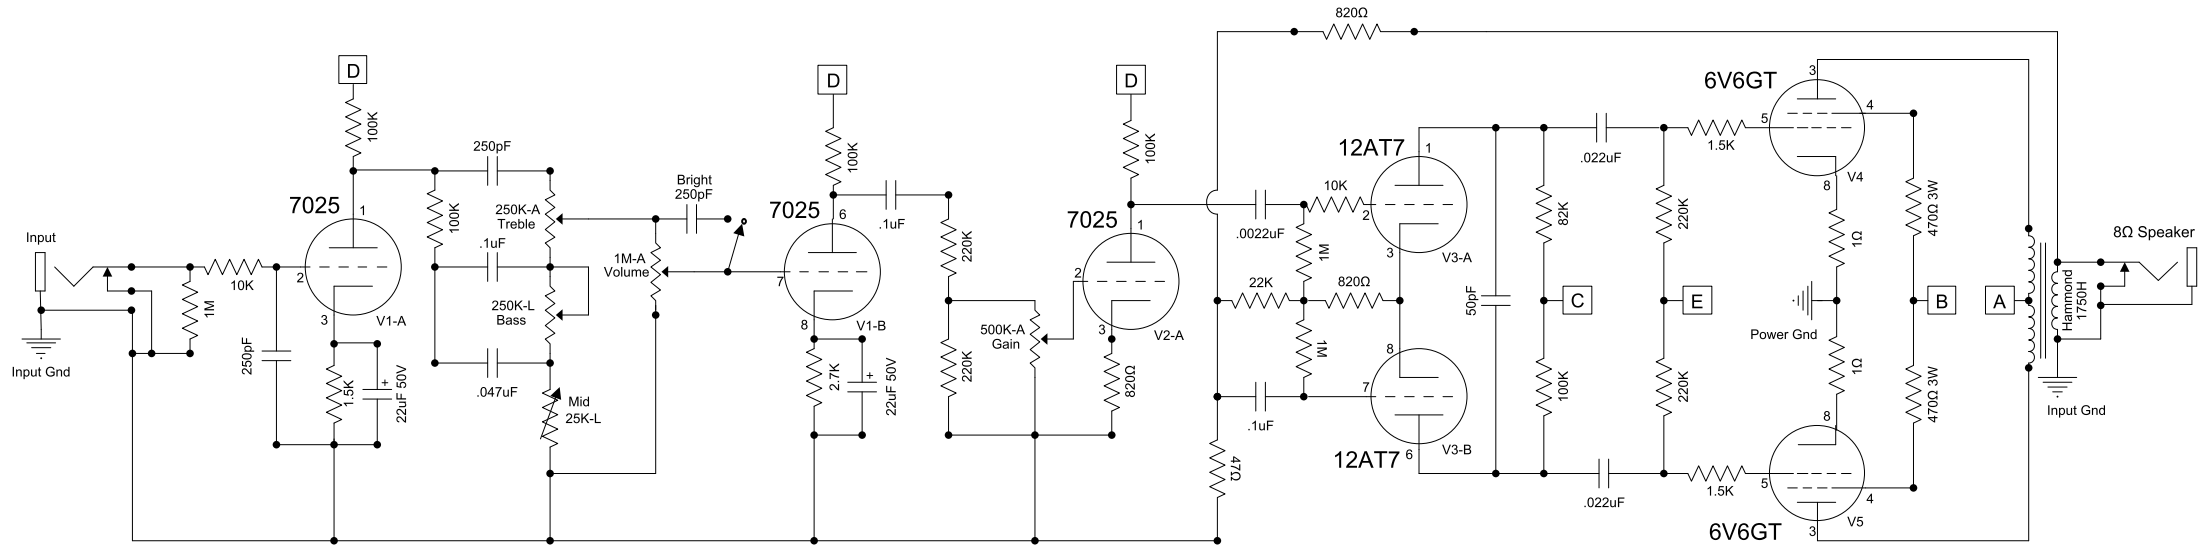 Input
Input Gnd
1M
10K
250pF
D
100K
7025
1
2
3
V1-A
1.5K
+
22uF 50V
100K
250pF
.1uF
.047uF
250K-A
Treble
250K-L
Bass
Mid
25K-L
1M-A
Volume
Bright
250pF
D
100K
7025
6
7
8
V1-B
2.7K
+
22uF 50V
.1uF
220K
220K
500K-A
Gain
D
100K
7025
1
2
3
V2-A
820Ω
820Ω
.0022uF
10K
1M
22K
820Ω
1M
.1uF
47Ω
12AT7
1
2
3
V3-A
8
7
6
V3-B
12AT7
50pF
82K
C
100K
.022uF
.022uF
220K
E
220K
1.5K
1.5K
6V6GT
3
4
5
8
V4
1Ω
Power Gnd
1Ω
8
5
4
3
V5
6V6GT
470Ω 3W
B
470Ω 3W
A
Hammond
1750H
8Ω Speaker
Input Gnd